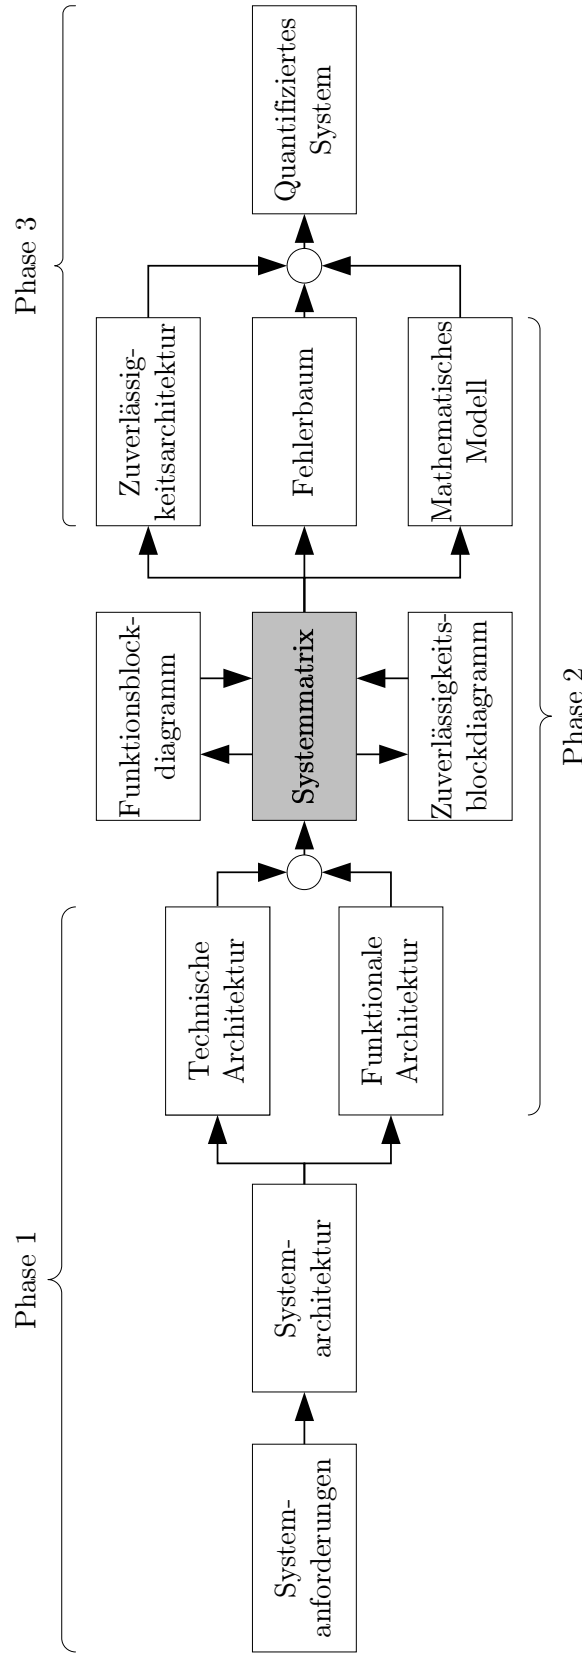 Phase 1
Phase 3
System-
anforderungen
System-
architektur
Technische
Architektur
Funktionale
Architektur
Funktionsblock-
diagramm
Systemmatrix
Zuverlässigkeits-
blockdiagramm
Zuverlässig-
keitsarchitektur
Fehlerbaum
Mathematisches
Modell
Quantifiziertes
System
Phase 2